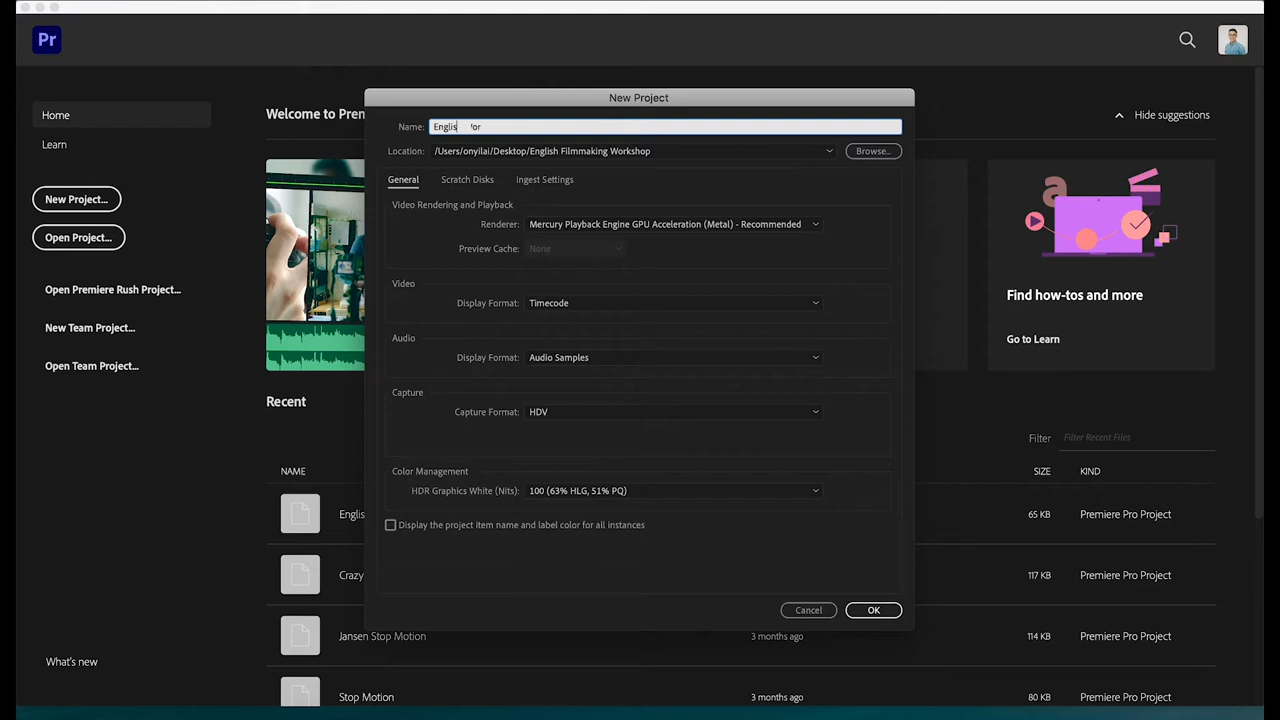 Pr
New Project
Home
Learn
New Project...
Open Project...
Open Premiere Rush Project...
New Team Project...
Open Team Project...
What's new
Welcome to Prem
Hide suggestions
Name: Englis
Location: /Users/onyilai/Desktop/English Filmmaking Workshop
Browse...
General Scratch Disks Ingest Settings
Video Rendering and Playback
Renderer: Mercury Playback Engine GPU Acceleration (Metal) - Recommended
Preview Cache: None
Video
Display Format: Timecode
Audio
Display Format: Audio Samples
Capture
Capture Format: HDV
Color Management
HDR Graphics White (Nits): 100 (63% HLG, 51% PQ)
Display the project item name and label color for all instances
Cancel OK
a
Find how-tos and more
Go to Learn
Recent
Filter Filter Recent Files
NAME SIZE KIND
Englis 65 KB Premiere Pro Project
Crazy 117 KB Premiere Pro Project
Jansen Stop Motion 3 months ago 114 KB Premiere Pro Project
Stop Motion 3 months ago 80 KB Premiere Pro Project